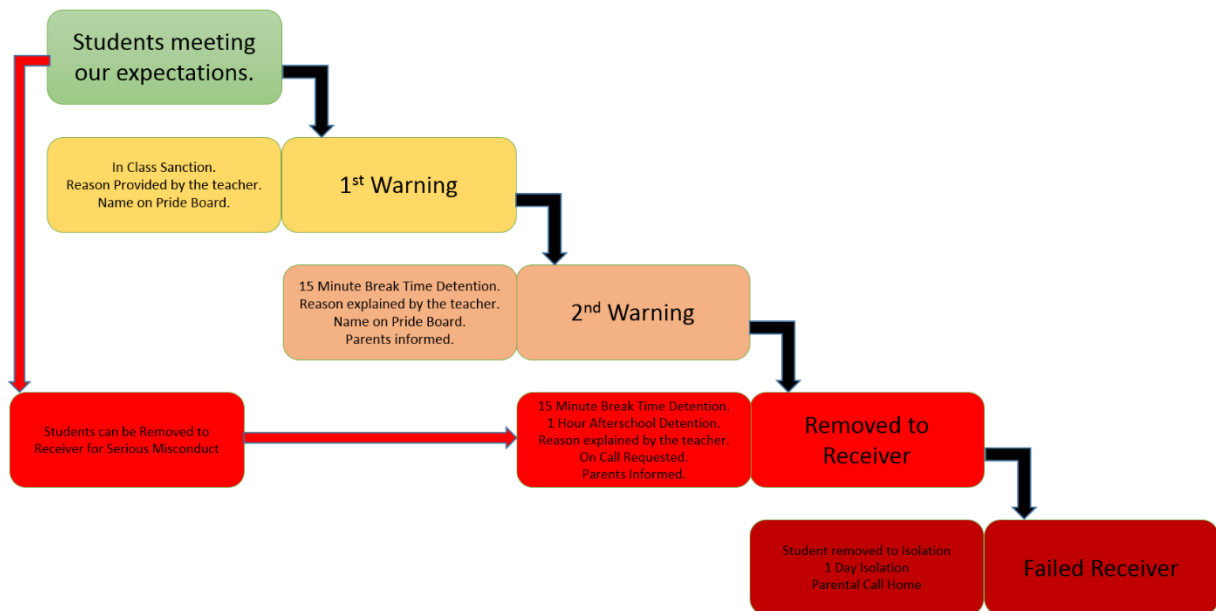 Students meeting
our expectations.
In Class Sanction.
Reason Provided by the teacher.
Name on Pride Board.
1st Warning
15 Minute Break Time Detention.
Reason explained by the teacher.
Name on Pride Board.
Parents informed.
2nd Warning
Students can be Removed to
Receiver for Serious Misconduct
15 Minute Break Time Detention.
1 Hour Afterschool Detention.
Reason explained by the teacher.
On Call Requested.
Parents Informed.
Removed to
Receiver
Student removed to Isolation
1 Day Isolation
Parental Call Home
Failed Receiver